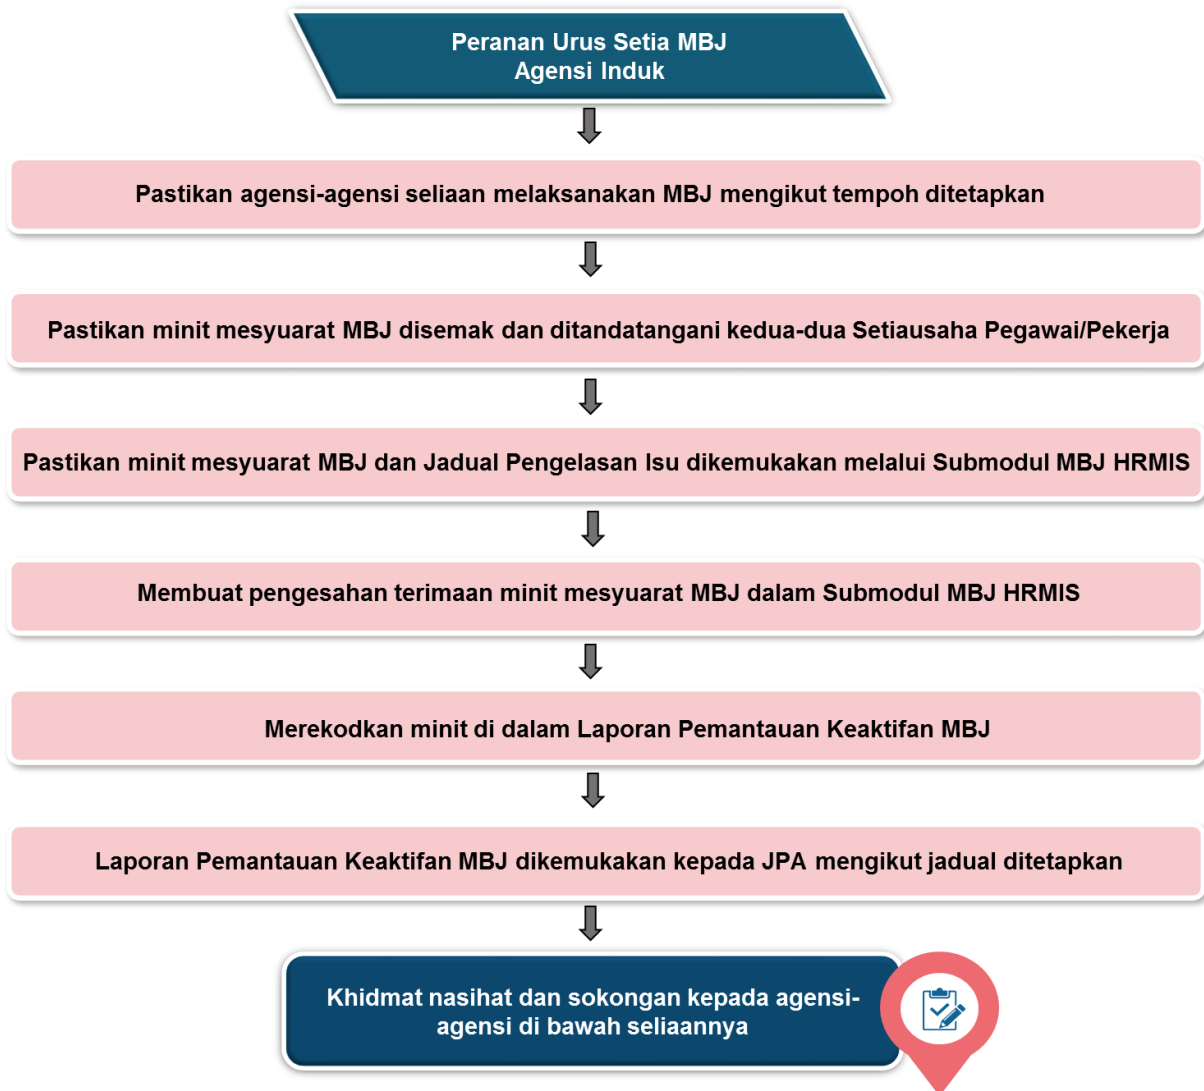 Peranan Urus Setia MBJ
Agensi Induk
Pastikan agensi-agensi seliaan melaksanakan MBJ mengikut tempoh ditetapkan
Pastikan minit mesyuarat MBJ disemak dan ditandatangani kedua-dua Setiausaha Pegawai/Pekerja
Pastikan minit mesyuarat MBJ dan Jadual Pengelasan Isu dikemukakan melalui Submodul MBJ HRMIS
Membuat pengesahan terimaan minit mesyuarat MBJ dalam Submodul MBJ HRMIS
Merekodkan minit di dalam Laporan Pemantauan Keaktifan MBJ
Laporan Pemantauan Keaktifan MBJ dikemukakan kepada JPA mengikut jadual ditetapkan
Khidmat nasihat dan sokongan kepada agensi-
agensi di bawah seliaannya